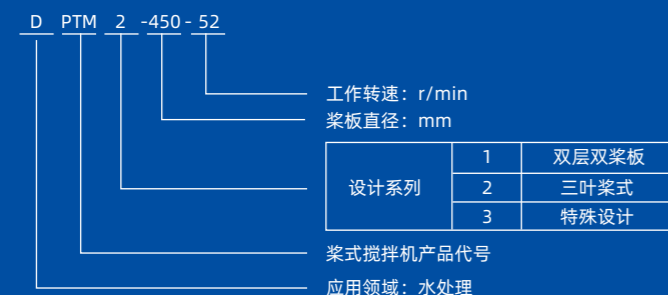 D PTM 2 -450 - 52
工作转速：r/min
桨板直径：mm
设计系列
1 双层双桨板
2 三叶桨式
3 特殊设计
桨式搅拌机产品代号
应用领域：水处理